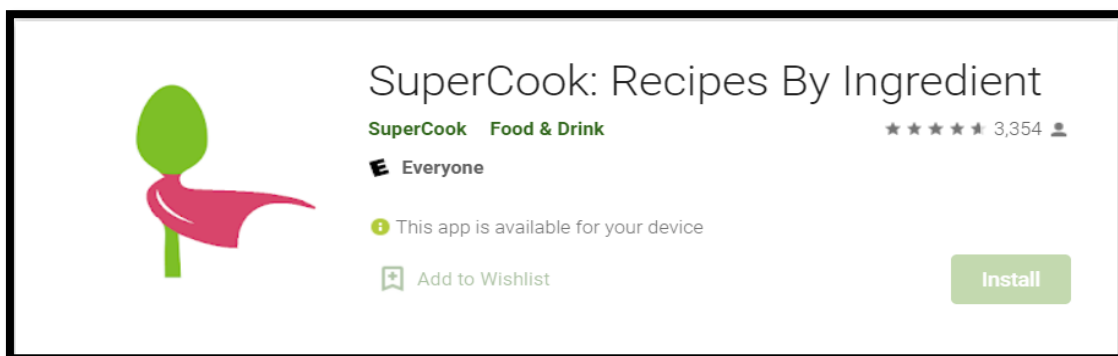 SuperCook: Recipes By Ingredient
SuperCook Food & Drink 3,354
E Everyone
This app is available for your device
Add to Wishlist
Install